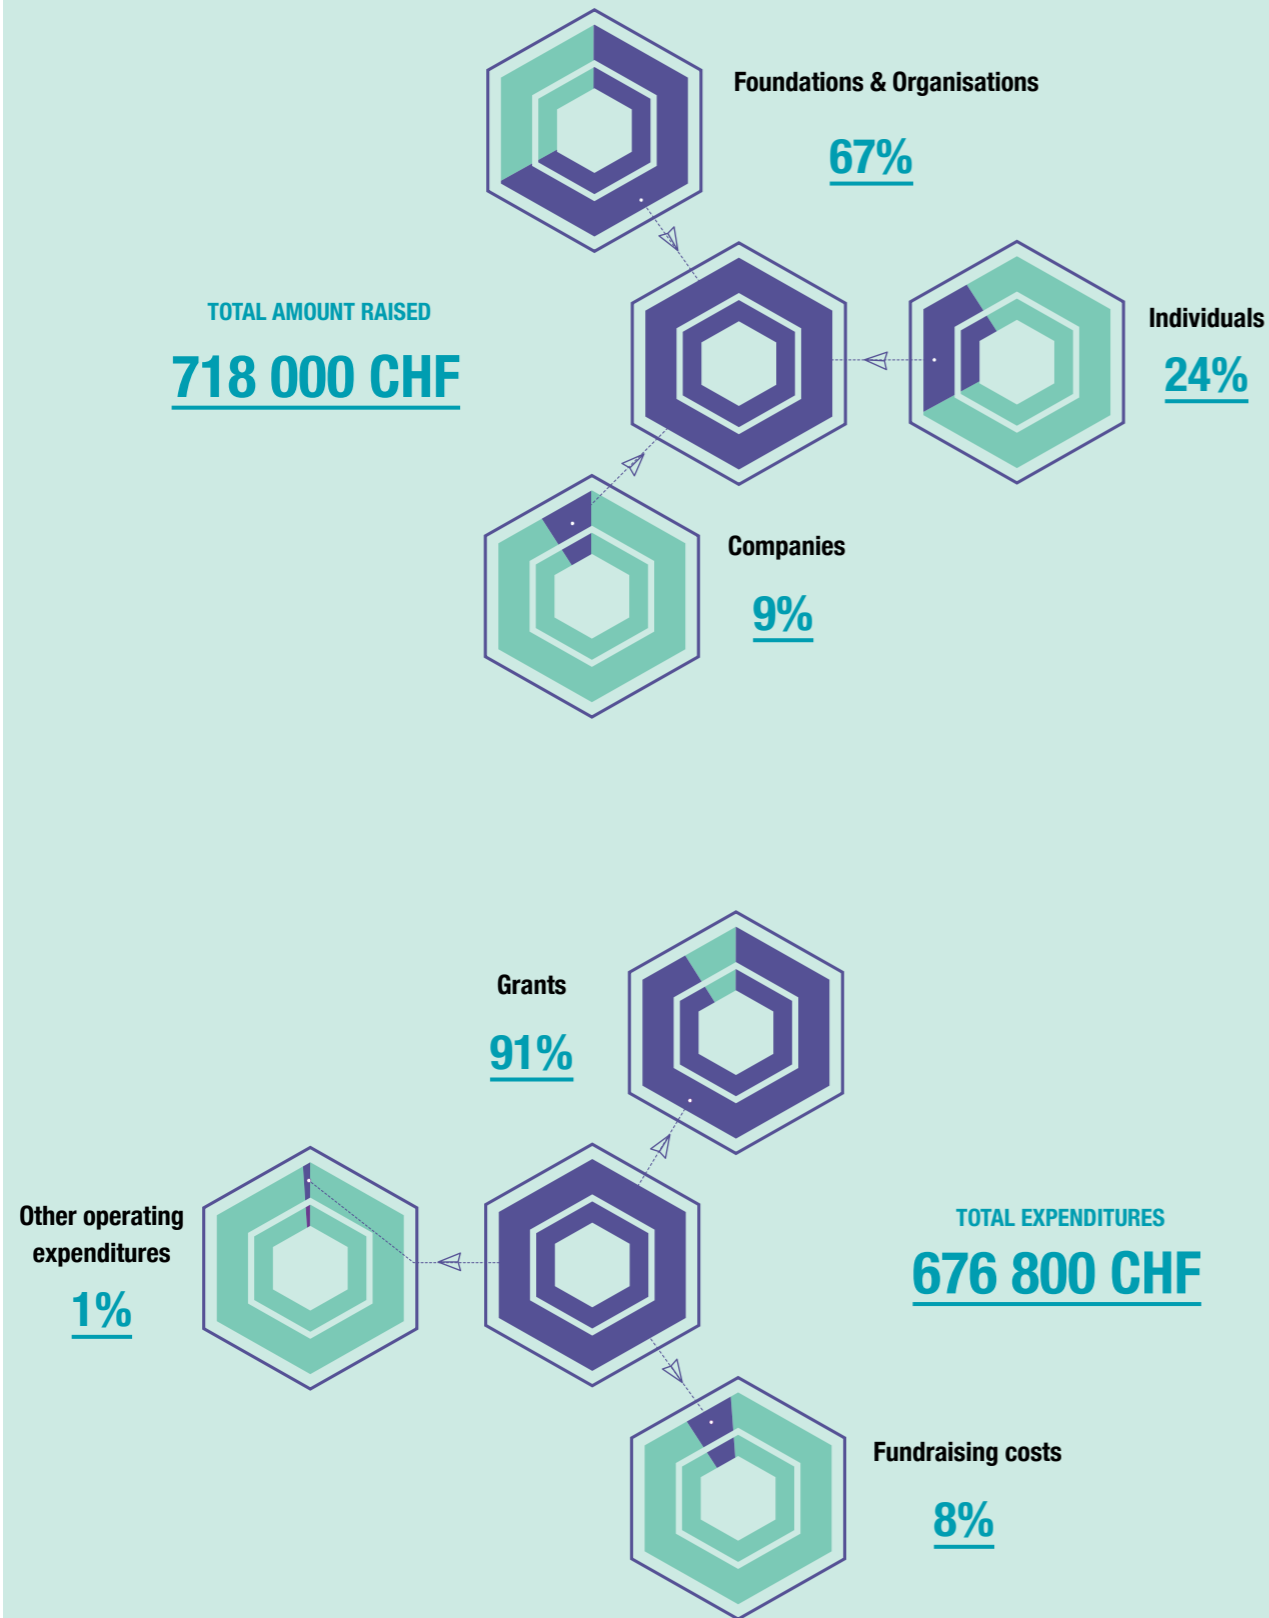 Foundations & Organisations
67%
TOTAL AMOUNT RAISED
718 000 CHF
Individuals
24%
Companies
9%
Grants
91%
Other operating
expenditures
1%
TOTAL EXPENDITURES
676 800 CHF
Fundraising costs
8%